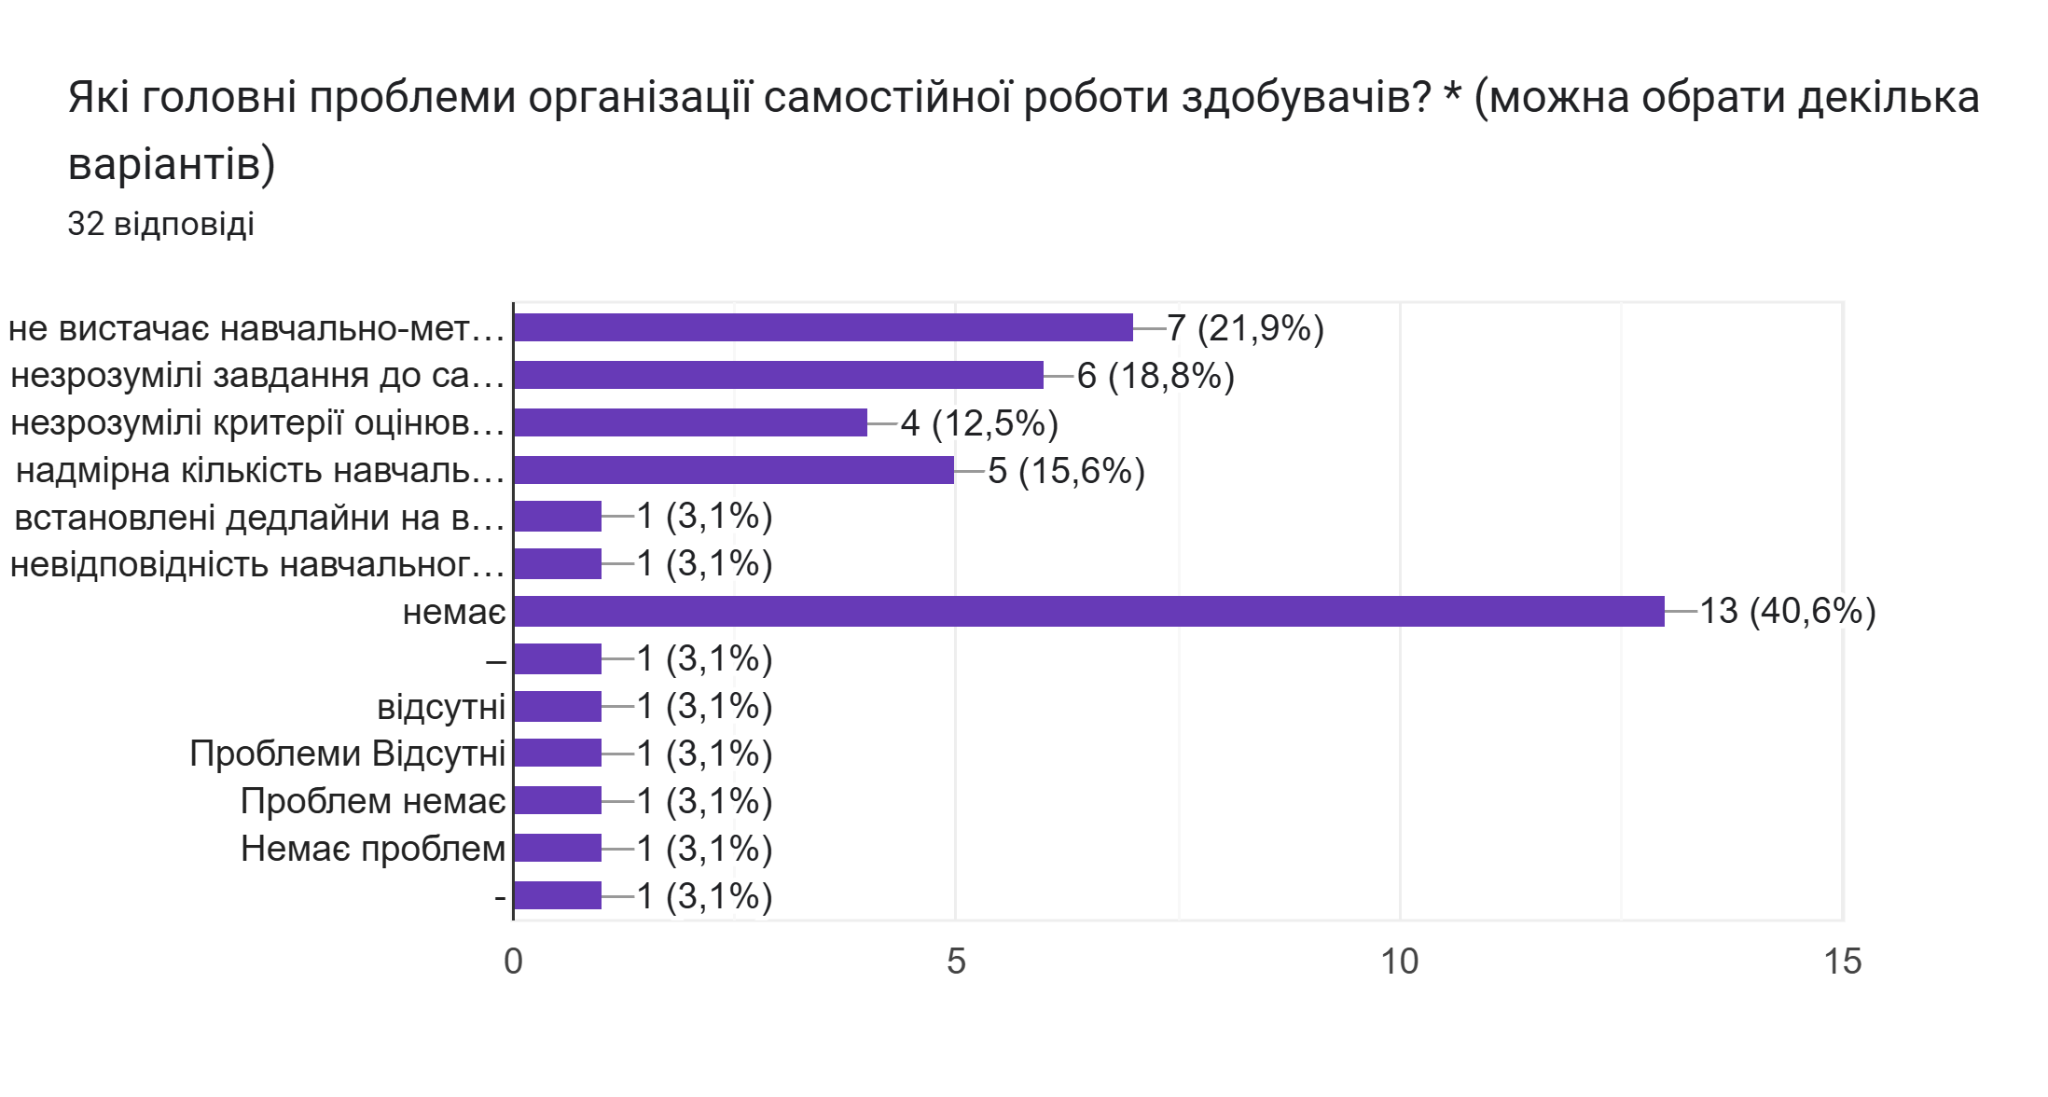 Які головні проблеми організації самостійної роботи здобувачів? * (можна обрати декілька
варіантів)
32 відповіді
не вистачає навчально-мет… 7 (21,9%)
незрозумілі завдання до са… 6 (18,8%)
незрозумілі критерії оцінюв… 4 (12,5%)
надмірна кількість навчаль… 5 (15,6%)
встановлені дедлайни на в… 1 (3,1%)
невідповідність навчальног… 1 (3,1%)
немає 13 (40,6%)
– 1 (3,1%)
відсутні 1 (3,1%)
Проблеми Відсутні 1 (3,1%)
Проблем немає 1 (3,1%)
Немає проблем 1 (3,1%)
- 1 (3,1%)
0 5 10 15